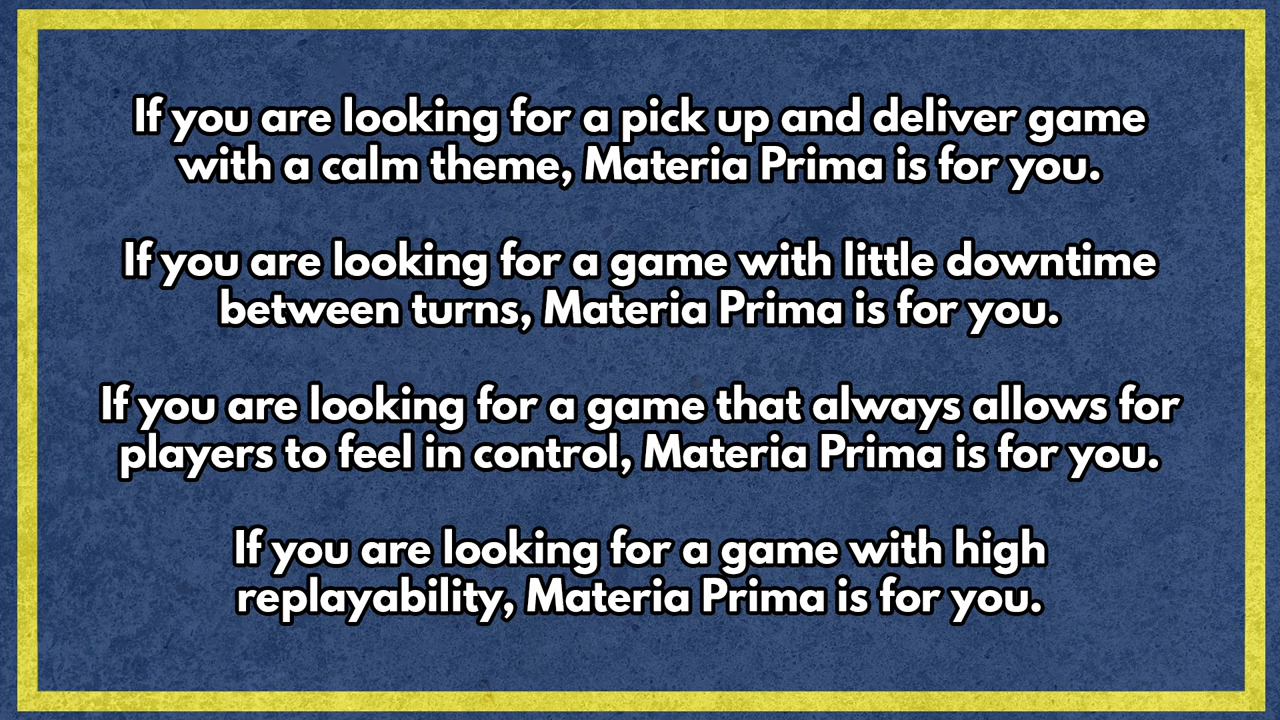 If you are looking for a pick up and deliver game
with a calm theme, Materia Prima is for you.
If you are looking for a game with little downtime
between turns, Materia Prima is for you.
If you are looking for a game that always allows for
players to feel in control, Materia Prima is for you.
If you are looking for a game with high
replayability, Materia Prima is for you.